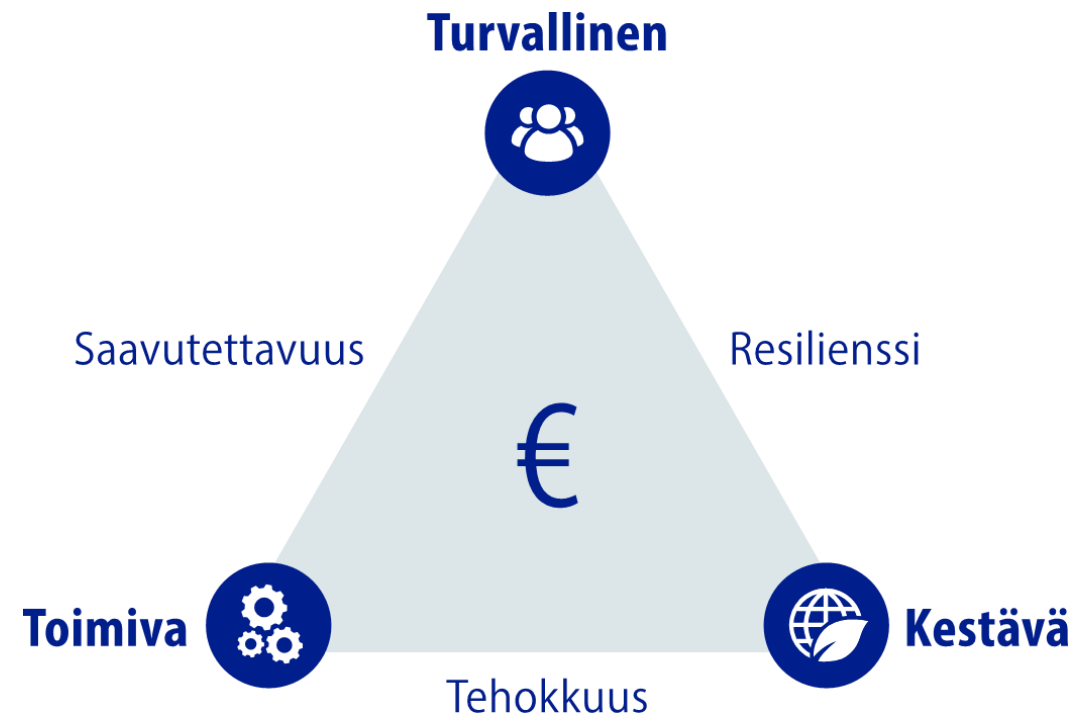 Turvallinen
Saavutettavuus
Resilienssi
€
Toimiva
Kestävä
Tehokkuus